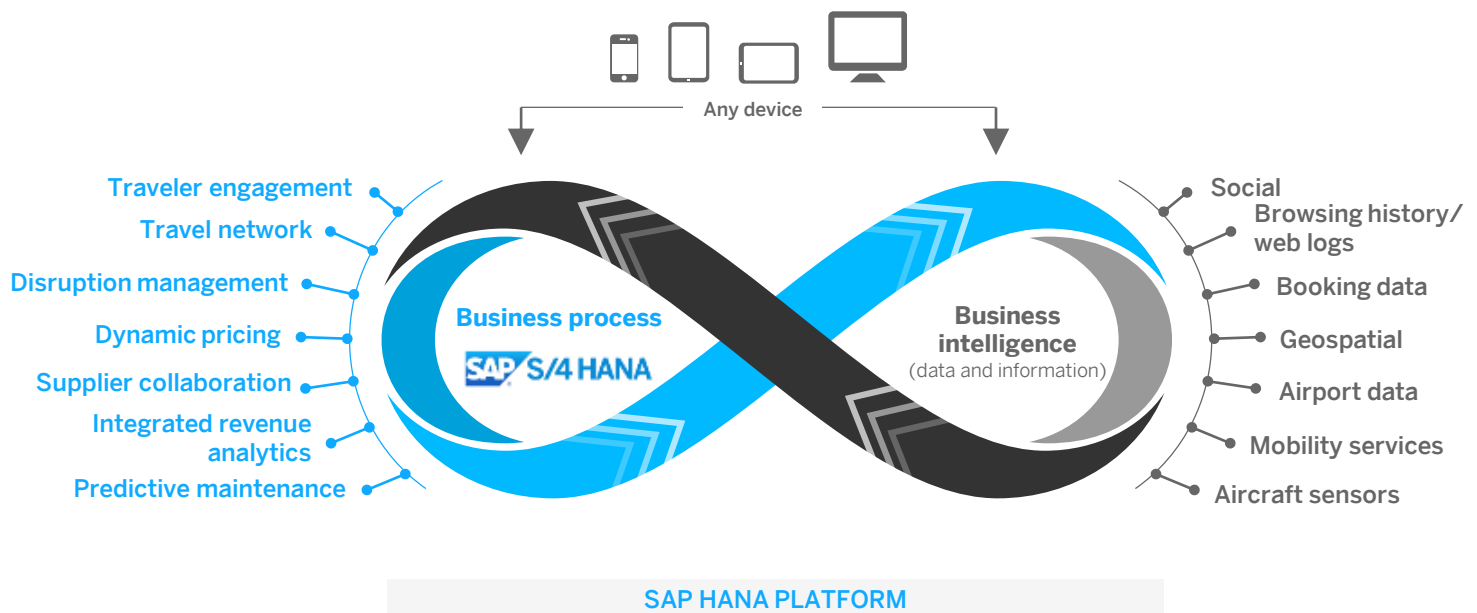 Any device
Traveler engagement
Travel network
Disruption management
Dynamic pricing
Supplier collaboration
Integrated revenue
analytics
Predictive maintenance
Business process
SAP S/4 HANA
Business
intelligence
(data and information)
Social
Browsing history/
web logs
Booking data
Geospatial
Airport data
Mobility services
Aircraft sensors
SAP HANA PLATFORM